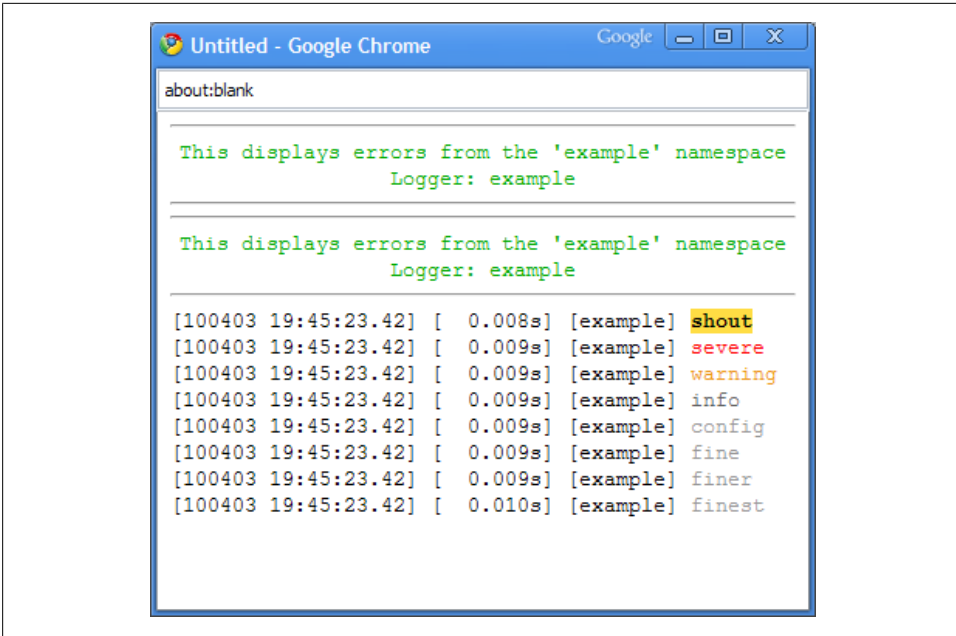 Untitled - Google Chrome
Google
about:blank
This displays errors from the 'example' namespace
Logger: example
This displays errors from the 'example' namespace
Logger: example
[100403 19:45:23.42] [  0.008s] [example] shout
[100403 19:45:23.42] [  0.009s] [example] severe
[100403 19:45:23.42] [  0.009s] [example] warning
[100403 19:45:23.42] [  0.009s] [example] info
[100403 19:45:23.42] [  0.009s] [example] config
[100403 19:45:23.42] [  0.009s] [example] fine
[100403 19:45:23.42] [  0.009s] [example] finer
[100403 19:45:23.42] [  0.010s] [example] finest